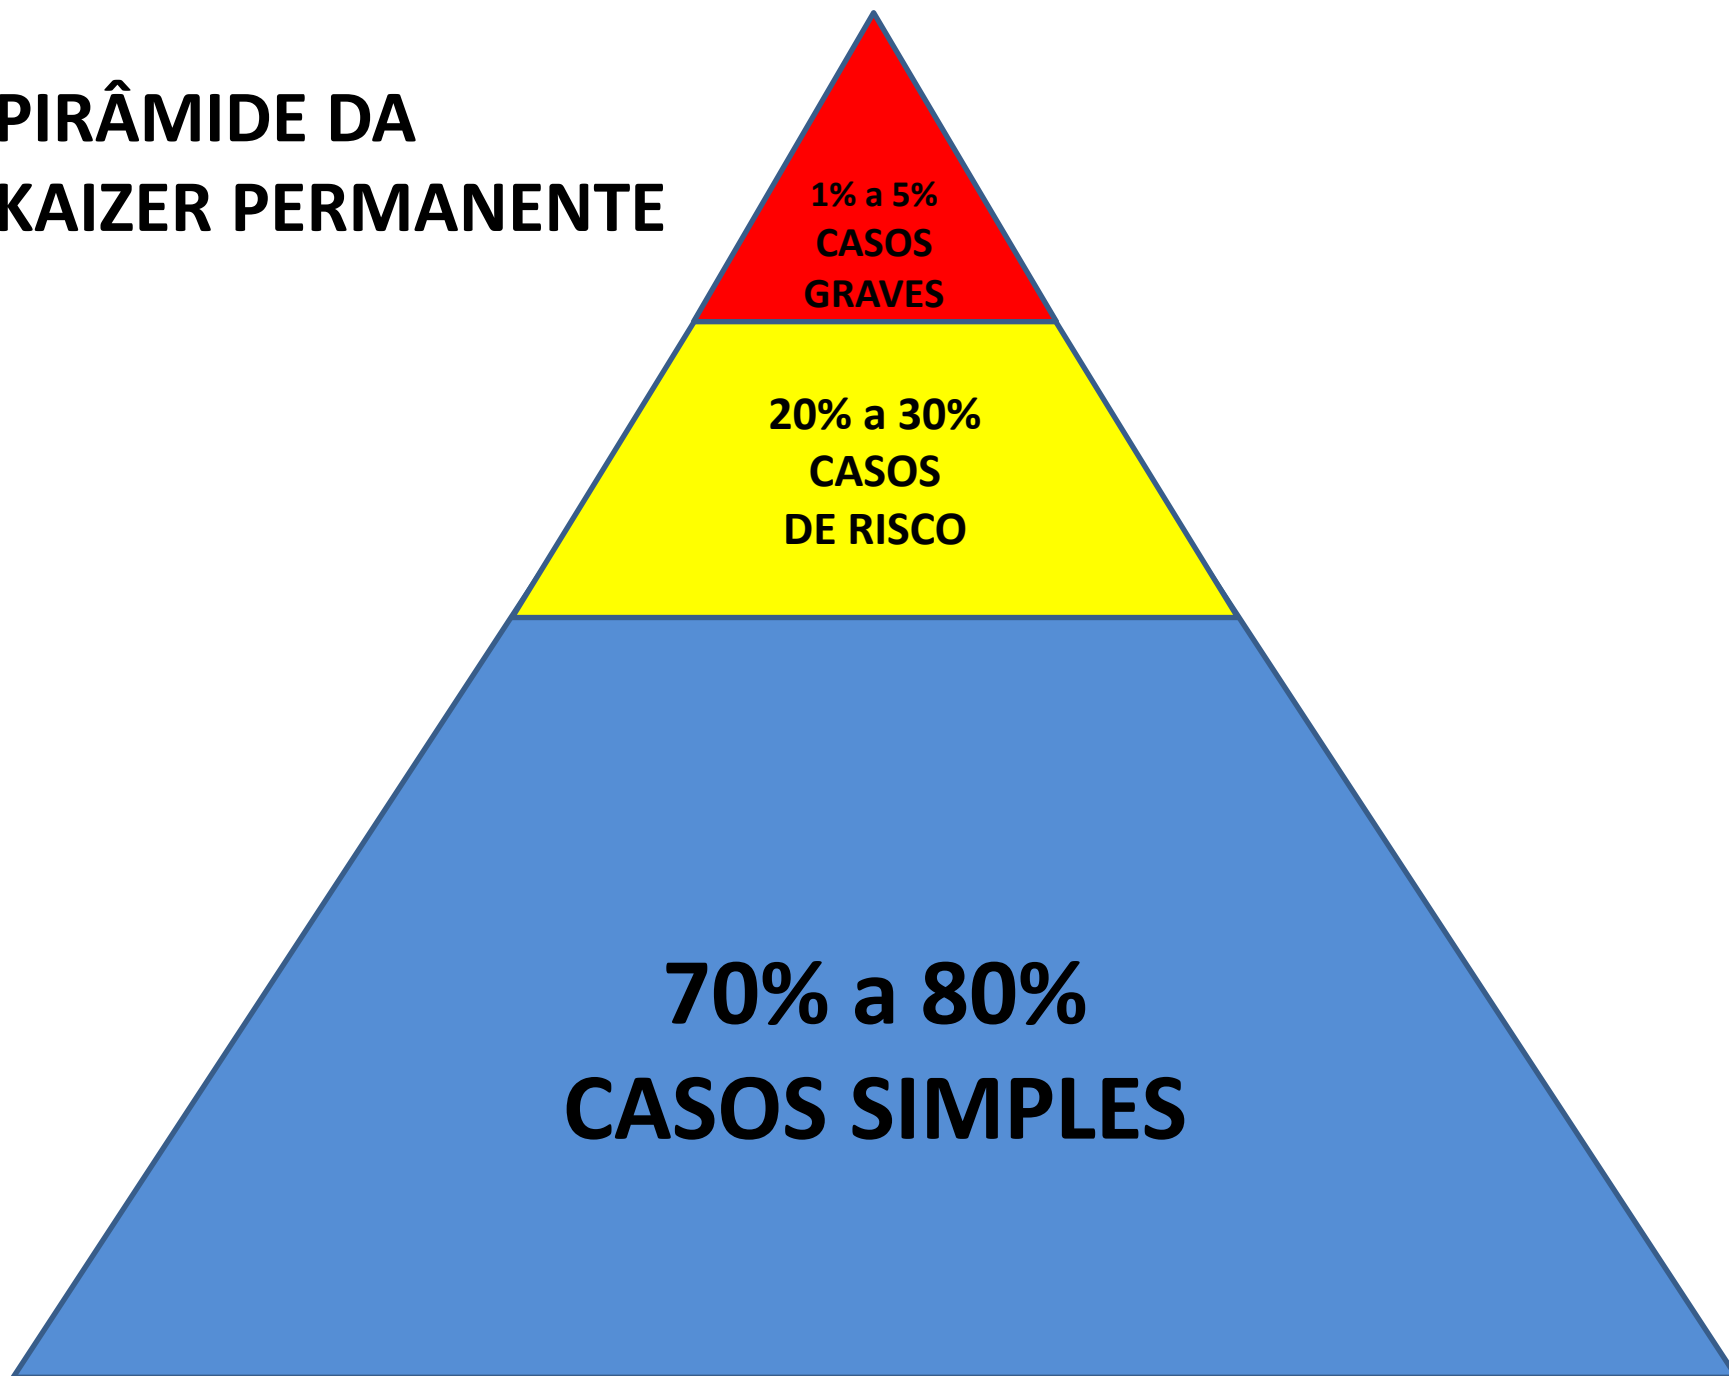 PIRÂMIDE DA
KAIZER PERMANENTE
1% a 5%
CASOS
GRAVES
20% a 30%
CASOS
DE RISCO
70% a 80%
CASOS SIMPLES